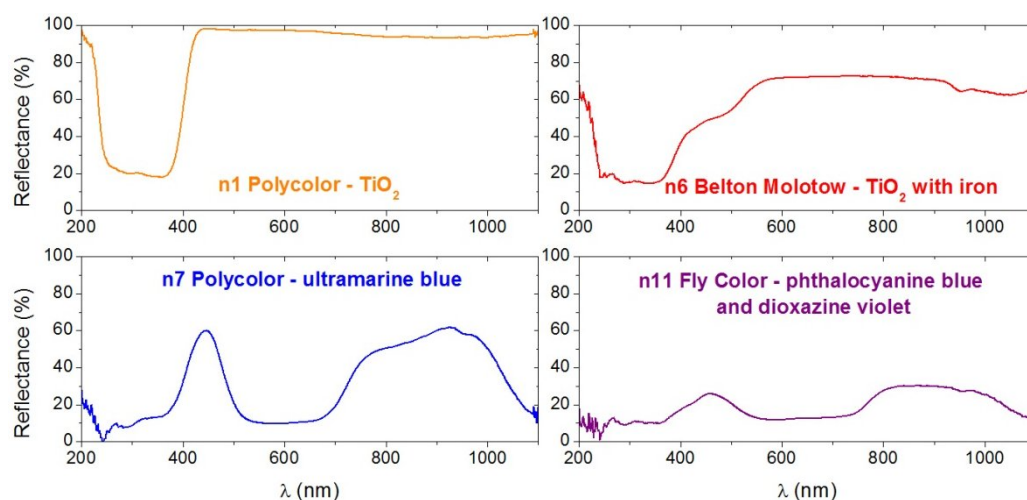 100
80
60
40
20
0
200 400 600 800 1000
Reflectance (%)
n1 Polycolor - TiO₂
100
80
60
40
20
0
200 400 600 800 1000
n6 Belton Molotow - TiO₂ with iron
100
80
60
40
20
0
200 400 600 800 1000
Reflectance (%)
λ (nm)
n7 Polycolor - ultramarine blue
100
80
60
40
20
0
200 400 600 800 1000
λ (nm)
n11 Fly Color - phthalocyanine blue
and dioxazine violet